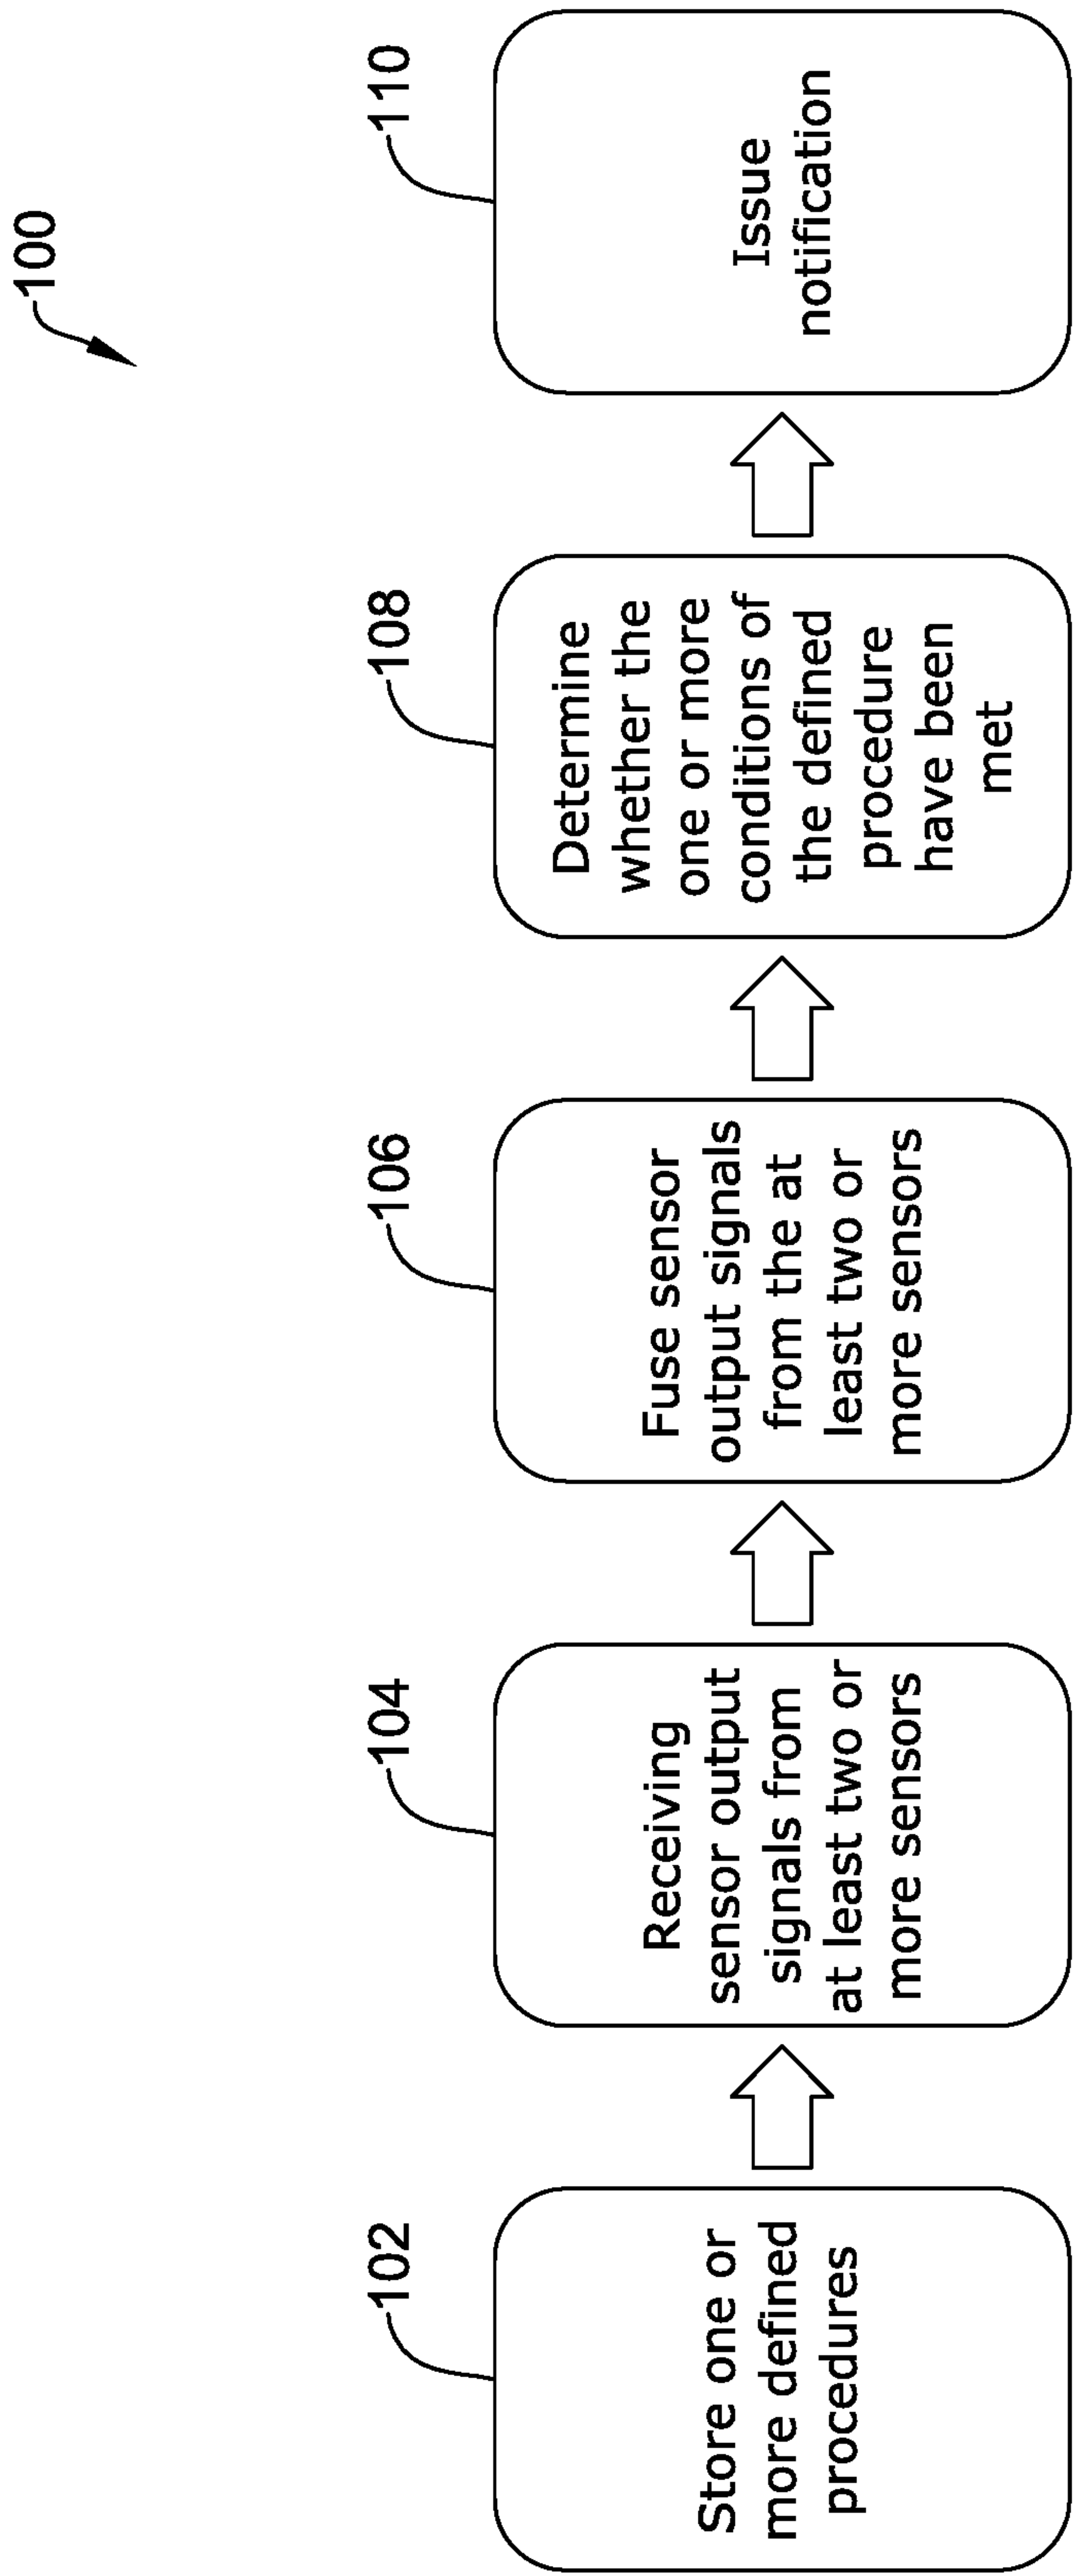 100
102
Store one or
more defined
procedures
104
Receiving
sensor output
signals from
at least two or
more sensors
106
Fuse sensor
output signals
from the at
least two or
more sensors
108
Determine
whether the
one or more
conditions of
the defined
procedure
have been
met
110
Issue
notification